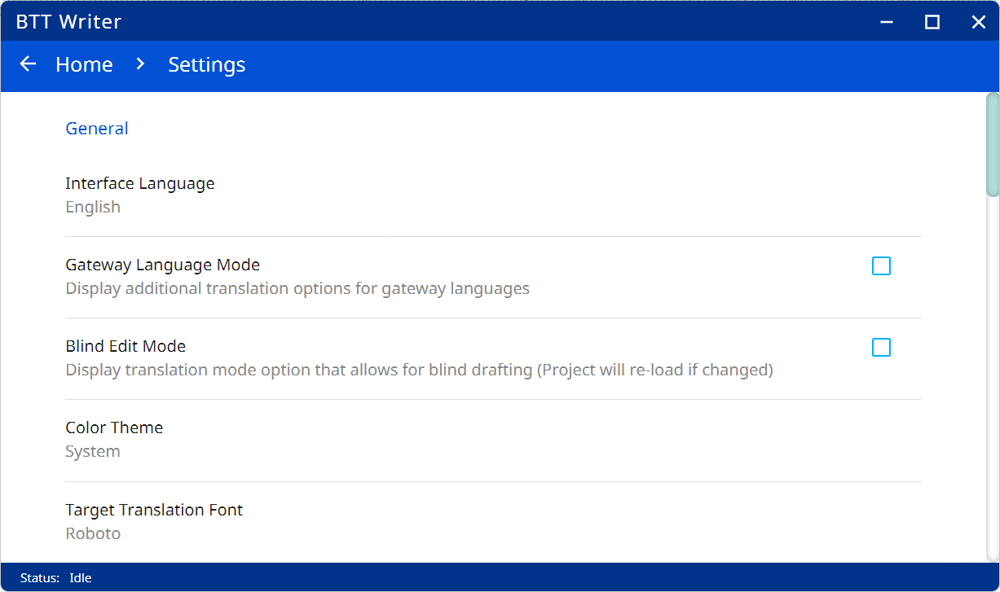 BTT Writer
Home
Settings
General
Interface Language
English
Gateway Language Mode
Display additional translation options for gateway languages
Blind Edit Mode
Display translation mode option that allows for blind drafting (Project will re-load if changed)
Color Theme
System
Target Translation Font
Roboto
Status: Idle